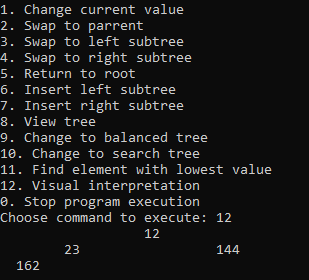 1. Change current value
2. Swap to parrent
3. Swap to left subtree
4. Swap to right subtree
5. Return to root
6. Insert left subtree
7. Insert right subtree
8. View tree
9. Change to balanced tree
10. Change to search tree
11. Find element with lowest value
12. Visual interpretation
0. Stop program execution
Choose command to execute: 12
12
23 144
162